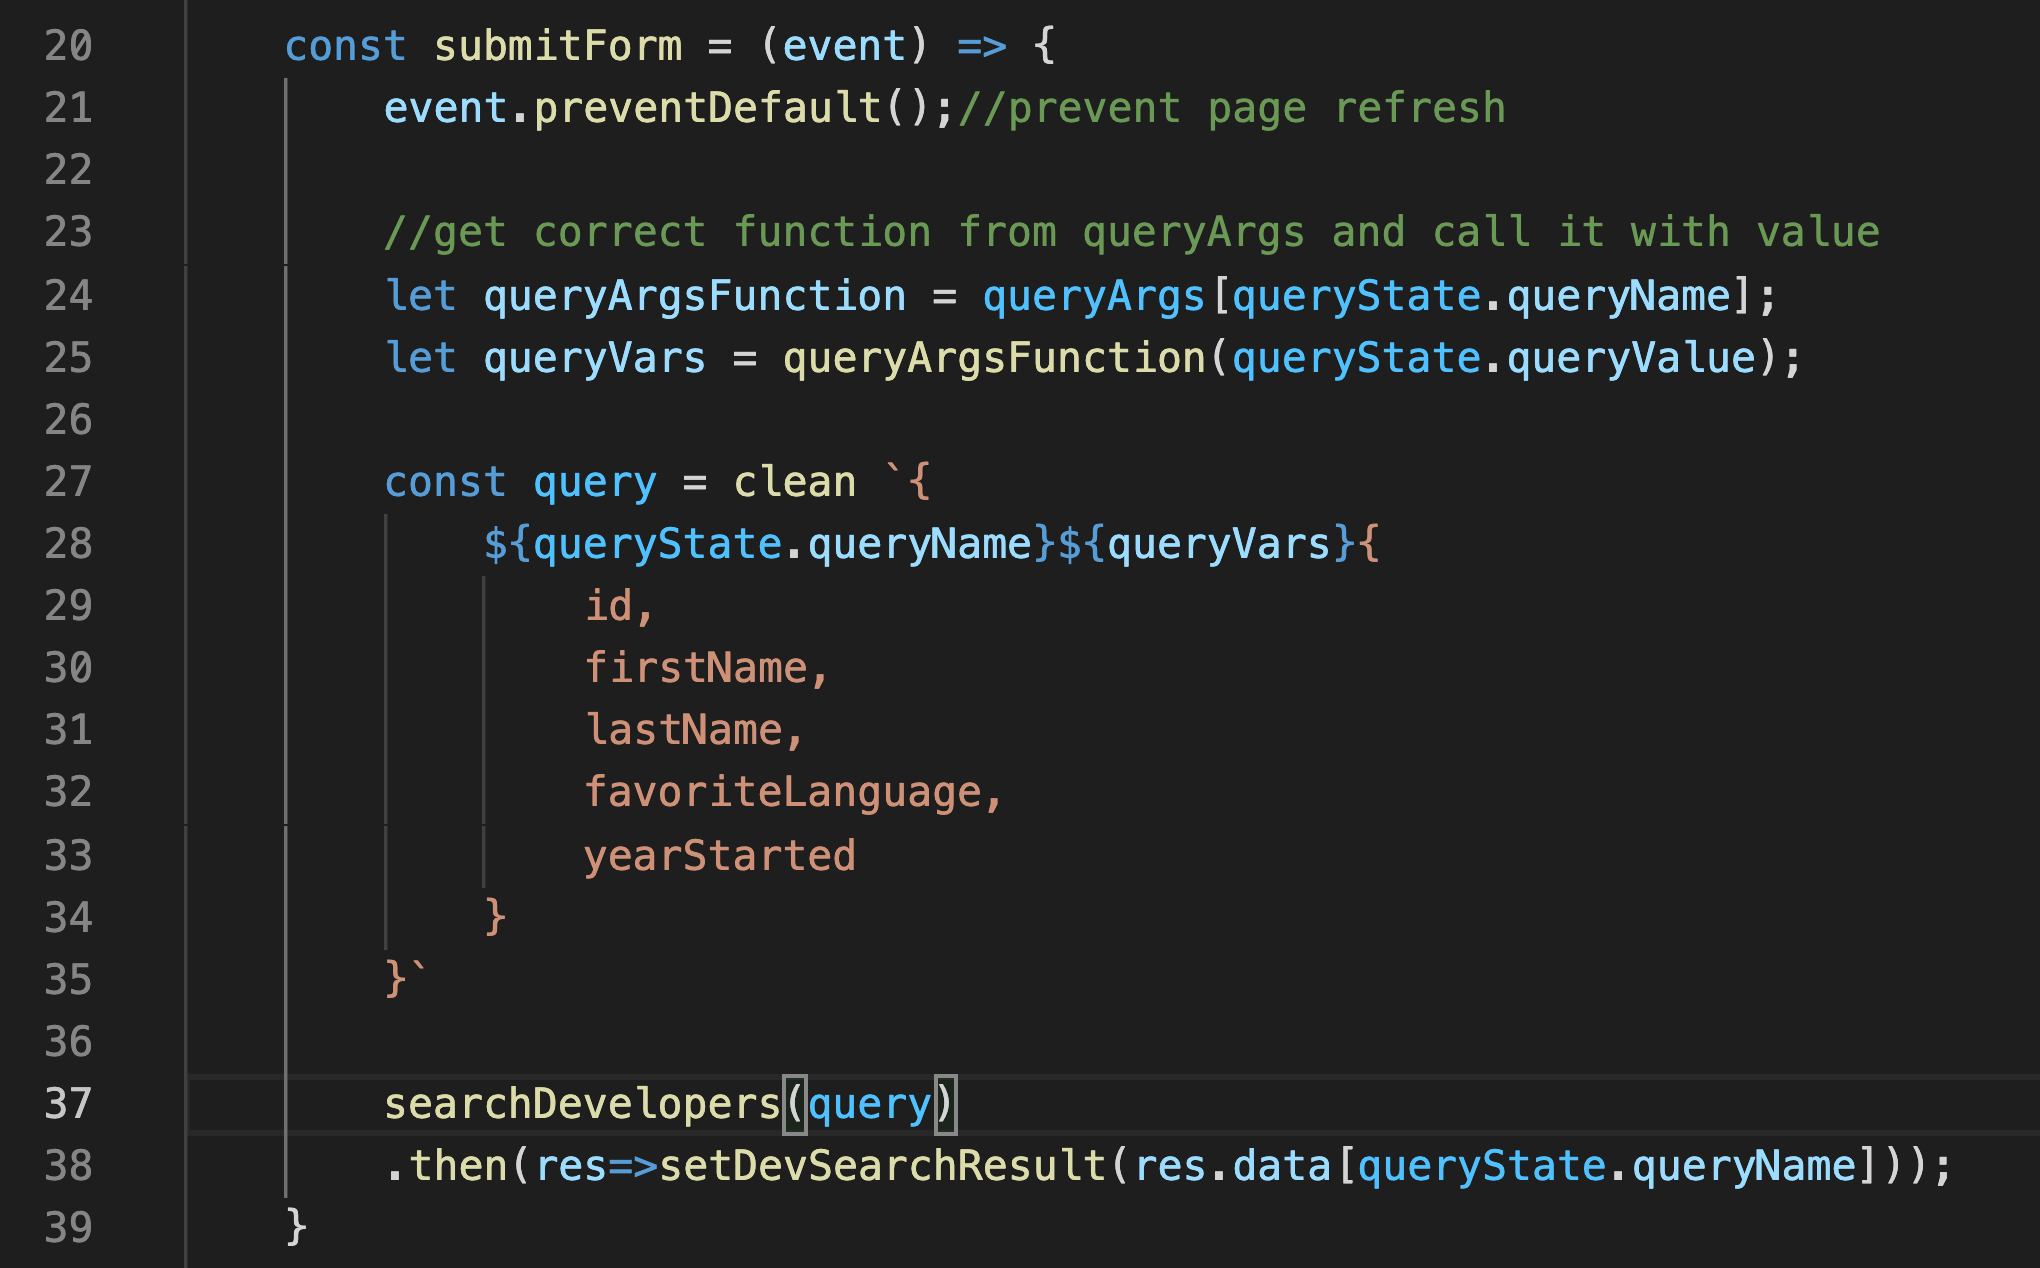 20 const submitForm = (event) => {
21 event.preventDefault();//prevent page refresh
22
23 //get correct function from queryArgs and call it with value
24 let queryArgsFunction = queryArgs[queryState.queryName];
25 let queryVars = queryArgsFunction(queryState.queryValue);
26
27 const query = clean `{
28 ${queryState.queryName}${queryVars}{
29 id,
30 firstName,
31 lastName,
32 favoriteLanguage,
33 yearStarted
34 }
35 }`
36
37 searchDevelopers(query)
38 .then(res=>setDevSearchResult(res.data[queryState.queryName]));
39 }